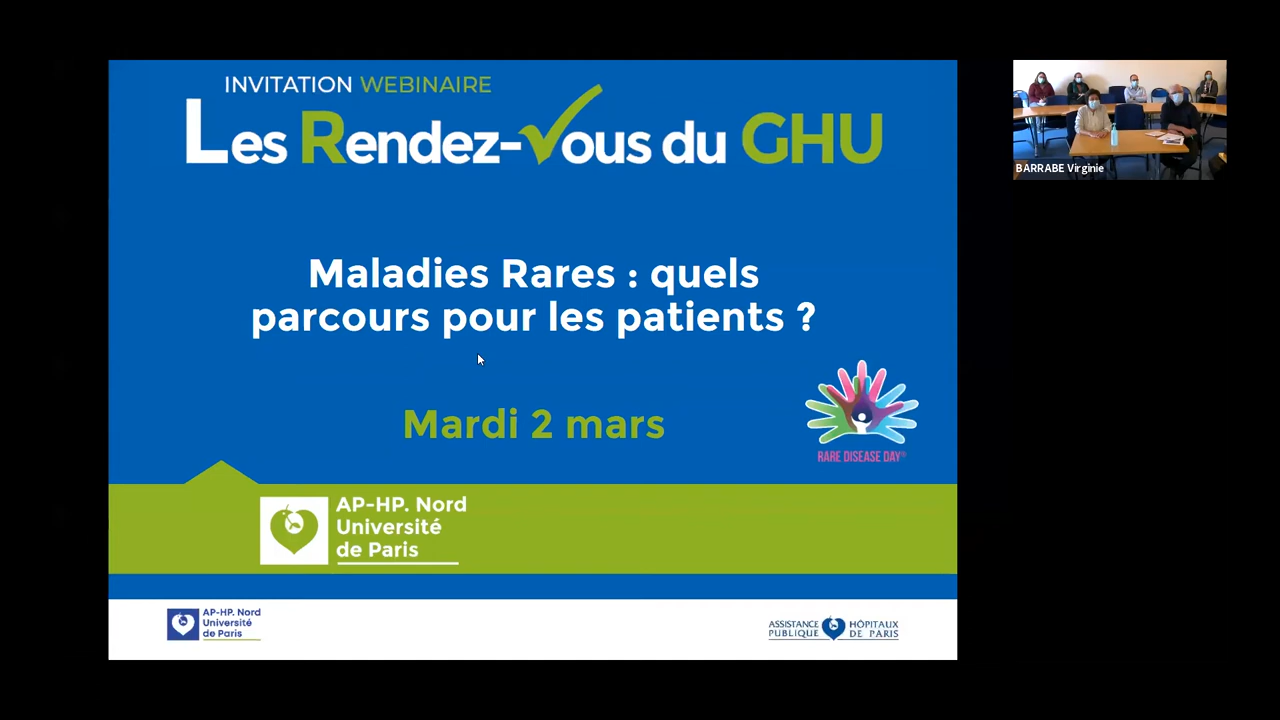 INVITATION WEBINAIRE
Les Rendez-Vous du GHU
BARRABE Virginie
Maladies Rares : quels
parcours pour les patients ?
Mardi 2 mars
RARE DISEASE DAY®
AP-HP. Nord
Université
de Paris
AP-HP. Nord
Université
de Paris
ASSISTANCE HÔPITAUX
PUBLIQUE DE PARIS